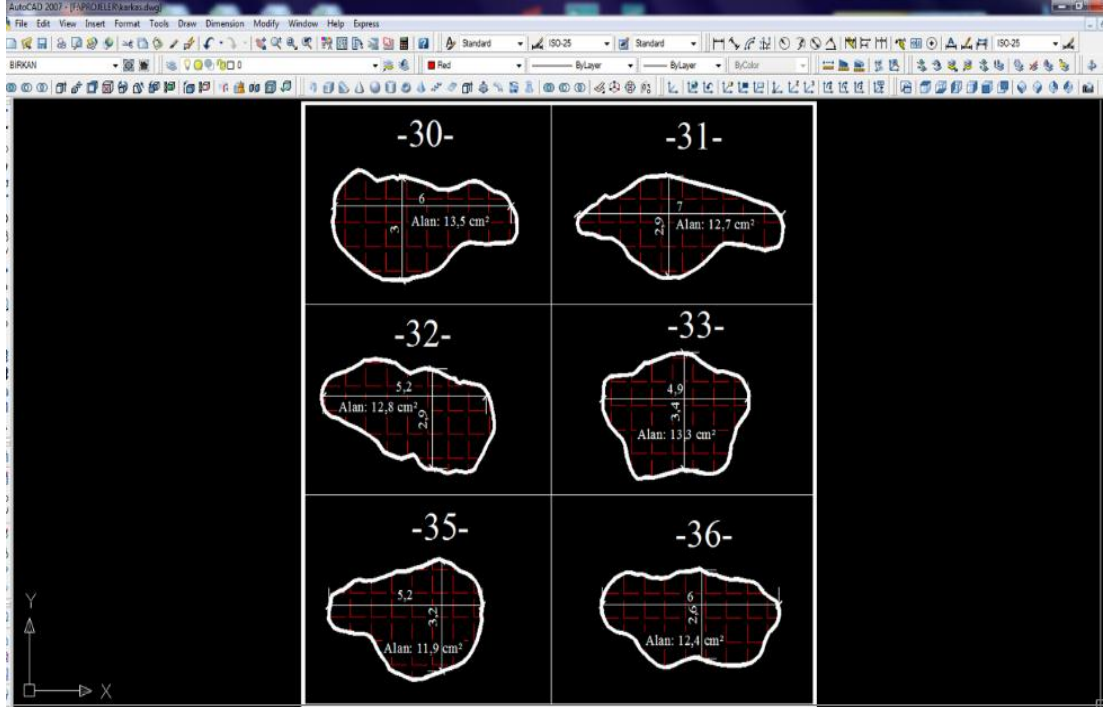 AutoCAD 2007 - [F:\PROJELER\karkas.dwg]
File Edit View Insert Format Tools Draw Dimension Modify Window Help Express
Standard ISO-25 Standard ISO-25
BIRKAN 0 Red ByLayer ByLayer ByColor
-30-
6
3
Alan: 13,5 cm²
-31-
7
2,9
Alan: 12,7 cm²
-32-
5,2
Alan: 12,8 cm²
2,9
-33-
4,9
3,4
Alan: 13,3 cm²
-35-
5,2
3,2
Alan: 11,9 cm²
-36-
6
2,6
Alan: 12,4 cm²
Y
X